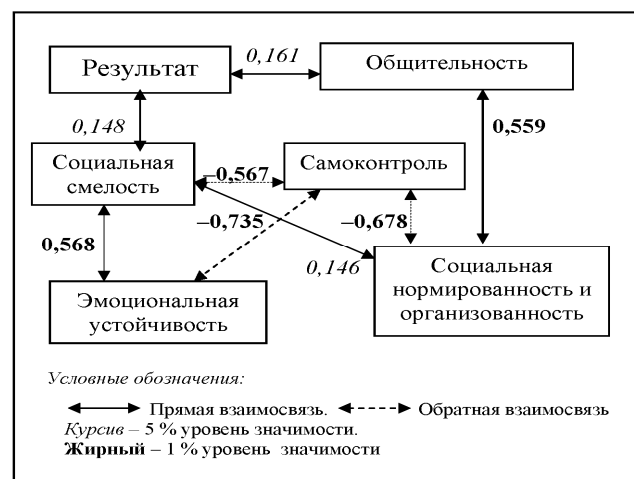 Результат
0,161
Общительность
0,148
0,559
Социальная
смелость
–0,567
Самоконтроль
–0,735
–0,678
0,568
0,146
Эмоциональная
устойчивость
Социальная
нормированность и
организованность
Условные обозначения:
Прямая взаимосвязь.
Обратная взаимосвязь
Курсив – 5 % уровень значимости.
Жирный – 1 % уровень значимости